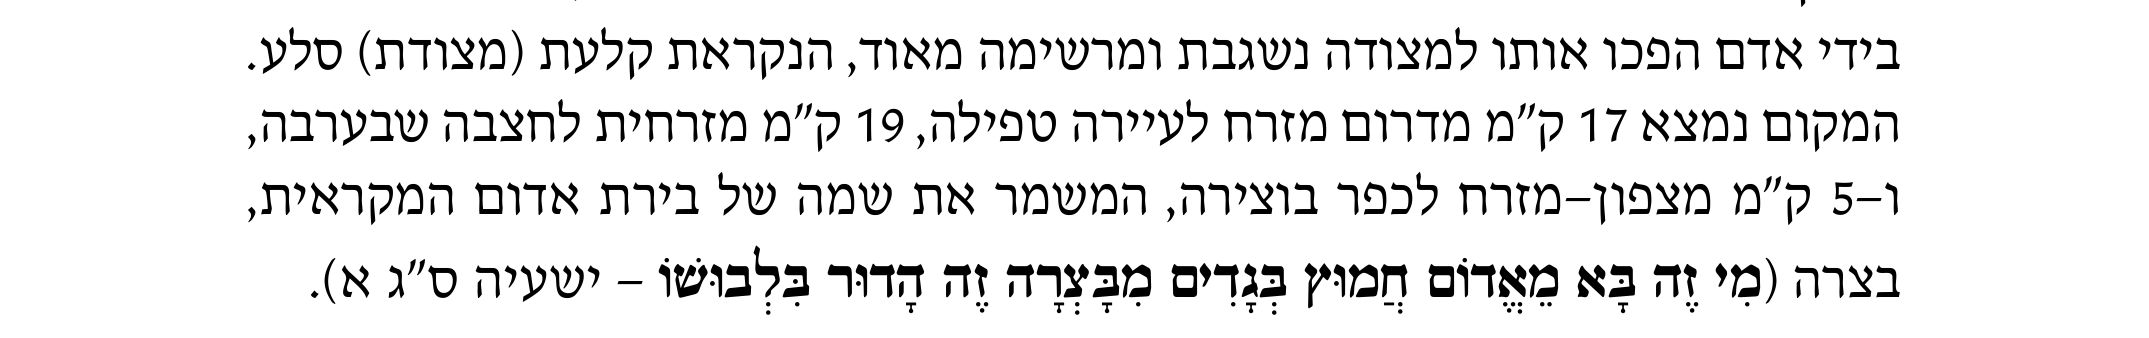 בידי אדם הפכו אותו למצודה נשגבת ומרשימה מאוד, הנקראת קלעת (מצודת) סלע.
המקום נמצא 17 ק"מ מדרום מזרח לעיירה טפילה, 19 ק"מ מזרחית לחצבה שבערבה,
ו–5 ק"מ מצפון–מזרח לכפר בוצירה, המשמר את שמה של בירת אדום המקראית,
בצרה (מִי זֶה בָּא מֵאֱדוֹם חֲמוּץ בְּגָדִים מִבָּצְרָה זֶה הָדוּר בִּלְבוּשׁוֹ – ישעיה ס"ג א).